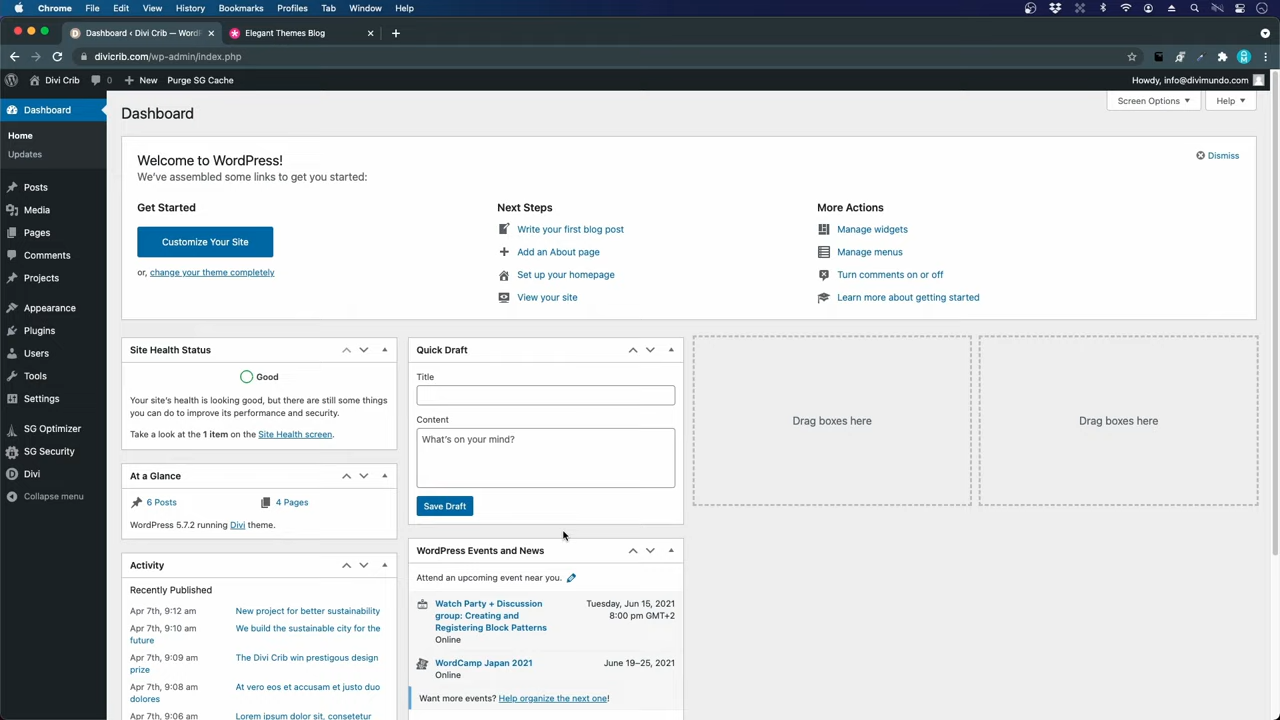 Chrome File Edit View History Bookmarks Profiles Tab Window Help
Dashboard ‹ Divi Crib — Word
Elegant Themes Blog
divicrib.com/wp-admin/index.php
Divi Crib 0 New Purge SG Cache
Howdy, info@divimundo.com
Dashboard
Home
Updates
Posts
Media
Pages
Comments
Projects
Appearance
Plugins
Users
Tools
Settings
SG Optimizer
SG Security
Divi
Collapse menu
Dashboard
Screen Options
Help
Welcome to WordPress!
We've assembled some links to get you started:
Dismiss
Get Started
Customize Your Site
or, change your theme completely
Next Steps
Write your first blog post
Add an About page
Set up your homepage
View your site
More Actions
Manage widgets
Manage menus
Turn comments on or off
Learn more about getting started
Site Health Status
Good
Your site's health is looking good, but there are still some things
you can do to improve its performance and security.
Take a look at the 1 item on the Site Health screen.
At a Glance
6 Posts
4 Pages
WordPress 5.7.2 running Divi theme.
Activity
Recently Published
Apr 7th, 9:12 am New project for better sustainability
Apr 7th, 9:10 am We build the sustainable city for the
future
Apr 7th, 9:09 am The Divi Crib win prestigious design
prize
Apr 7th, 9:08 am At vero eos et accusam et justo duo
dolores
Apr 7th, 9:06 am Lorem ipsum dolor sit, consetetur
Quick Draft
Title
Content
What's on your mind?
Save Draft
WordPress Events and News
Attend an upcoming event near you.
Watch Party + Discussion
group: Creating and
Registering Block Patterns
Online
Tuesday, Jun 15, 2021
8:00 pm GMT+2
WordCamp Japan 2021
Online
June 19–25, 2021
Want more events? Help organize the next one!
Drag boxes here
Drag boxes here